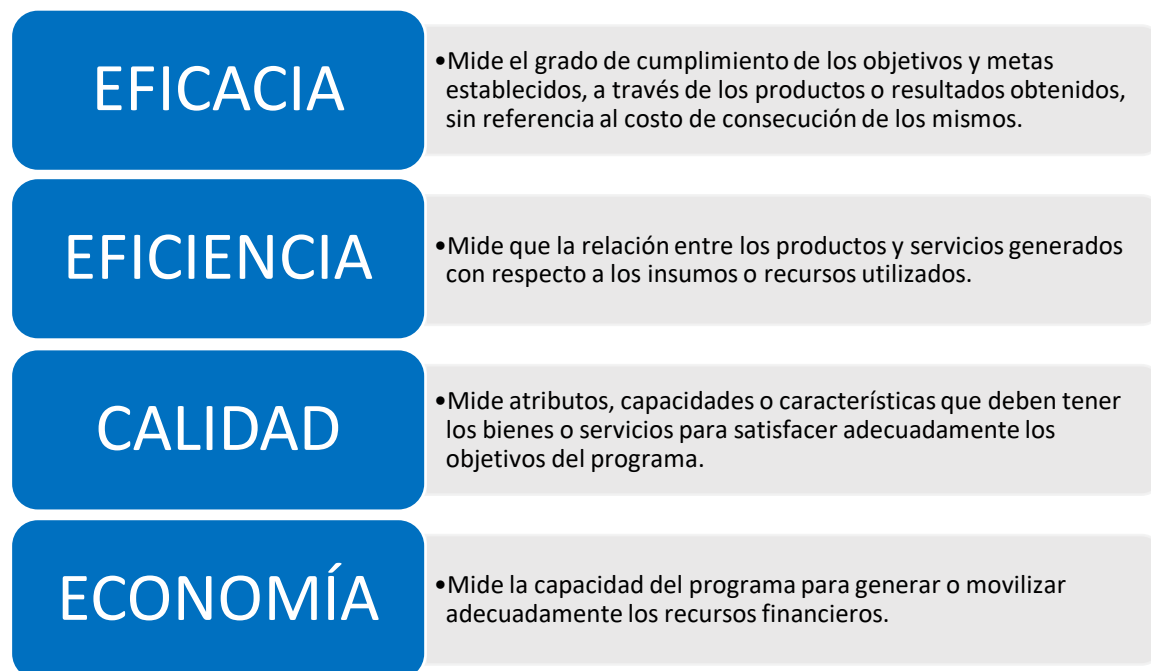 EFICACIA
•Mide el grado de cumplimiento de los objetivos y metas
establecidos, a través de los productos o resultados obtenidos,
sin referencia al costo de consecución de los mismos.
EFICIENCIA
•Mide que la relación entre los productos y servicios generados
con respecto a los insumos o recursos utilizados.
CALIDAD
•Mide atributos, capacidades o características que deben tener
los bienes o servicios para satisfacer adecuadamente los
objetivos del programa.
ECONOMÍA
•Mide la capacidad del programa para generar o movilizar
adecuadamente los recursos financieros.